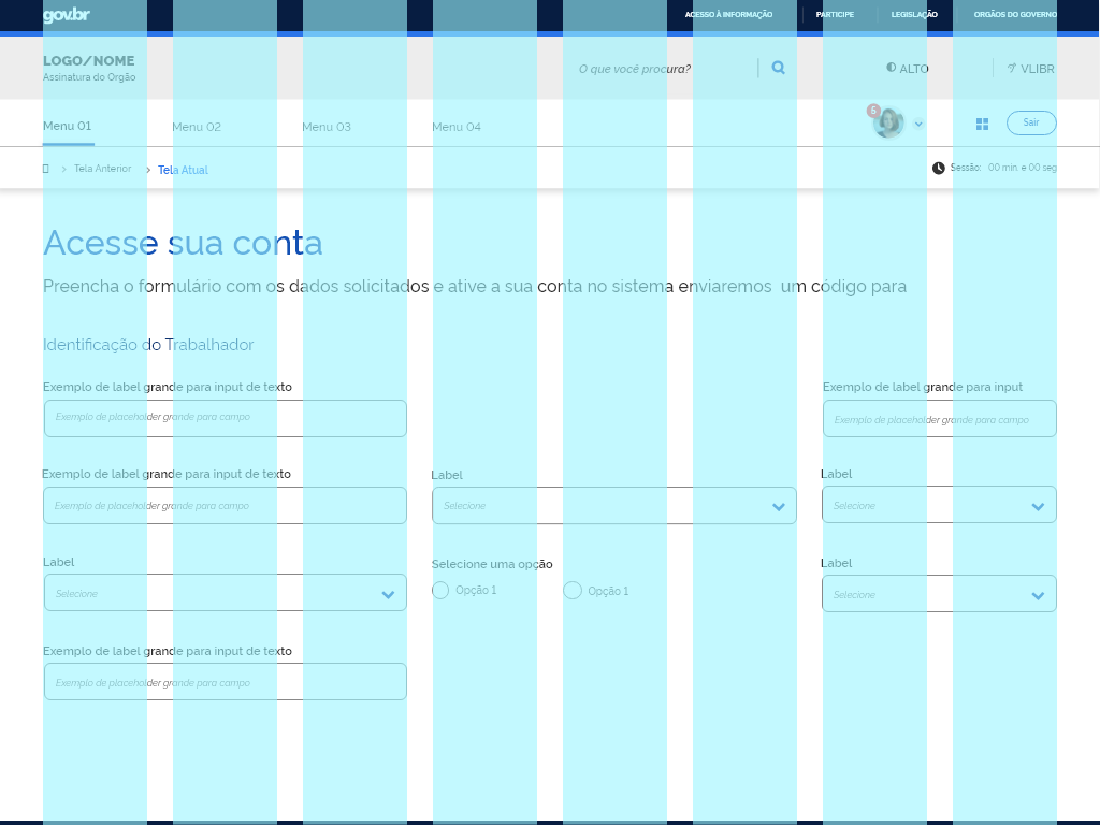 gov.br ACESSO À INFORMAÇÃO PARTICIPE LEGISLAÇÃO ORGÃOS DO GOVERNO
LOGO/NOME
Assinatura do Orgão
O que você procura? ALTO VLIBR
Menu 01 Menu 02 Menu 03 Menu 04 5 Sair
> Tela Anterior > Tela Atual Sessão: 00 min. e 00 seg
Acesse sua conta
Preencha o formulário com os dados solicitados e ative a sua conta no sistema enviaremos um código para
Identificação do Trabalhador
Exemplo de label grande para input de texto Exemplo de label grande para input
Exemplo de placeholder grande para campo Exemplo de placeholder grande para campo
Exemplo de label grande para input de texto Label Label
Exemplo de placeholder grande para campo Selecione Selecione
Label Selecione uma opção Label
Selecione Opção 1 Opção 1 Selecione
Exemplo de label grande para input de texto
Exemplo de placeholder grande para campo